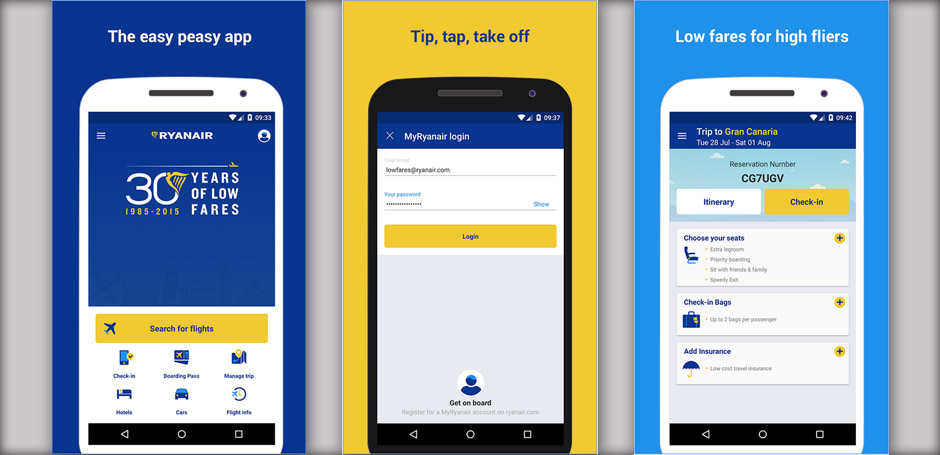 The easy peasy app
09:33
RYANAIR
30 YEARS
OF LOW
FARES
1985-2015
Search for flights
Check-in
Boarding Pass
Manage trip
Hotels
Cars
Flight info
Tip, tap, take off
09:37
MyRyanair login
Your email
lowfares@ryanair.com
Your password
Show
Login
Get on board
Register for a MyRyanair account on ryanair.com
Low fares for high fliers
09:42
Trip to Gran Canaria
Tue 28 Jul - Sat 01 Aug
Reservation Number
CG7UGV
Itinerary
Check-in
Choose your seats
Extra legroom
Priority boarding
Sit with friends & family
Speedy Exit
Check-in Bags
Up to 2 bags per passenger
Add Insurance
Low cost travel insurance